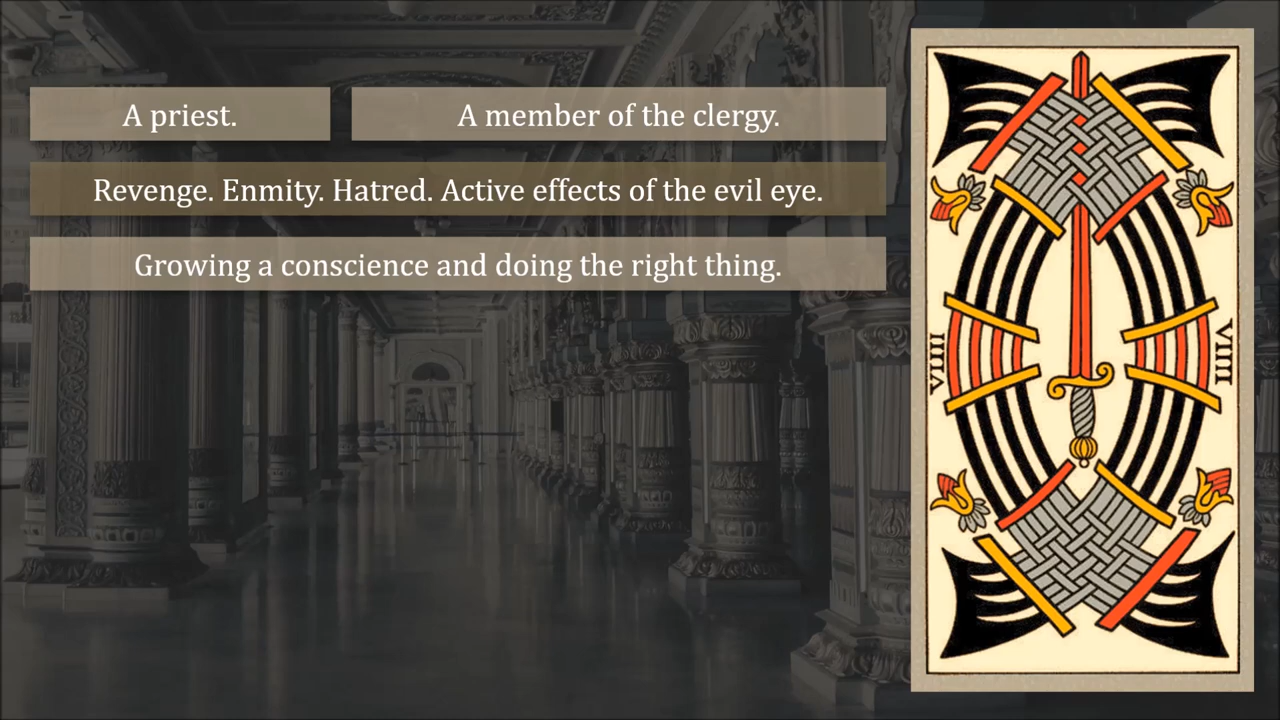 A priest.
A member of the clergy.
Revenge. Enmity. Hatred. Active effects of the evil eye.
Growing a conscience and doing the right thing.
VIIII
VIIII